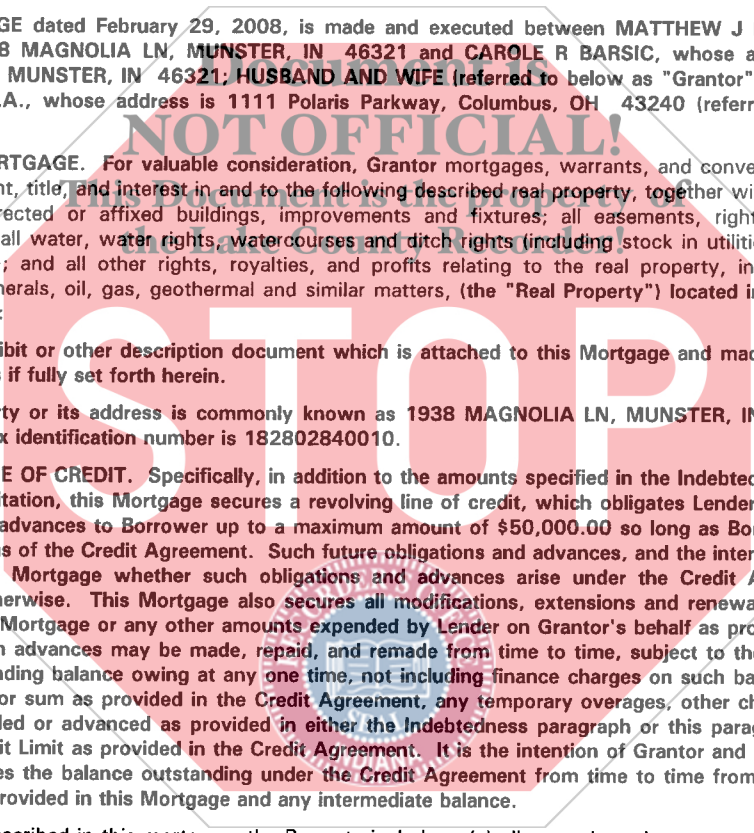 GE dated February 29, 2008, is made and executed between MATTHEW J
8 MAGNOLIA LN, MUNSTER, IN 46321 and CAROLE R BARSIC, whose a
Document is
MUNSTER, IN 46321; HUSBAND AND WIFE (referred to below as "Grantor"
.A., whose address is 1111 Polaris Parkway, Columbus, OH 43240 (referr
NOT OFFICIAL!
RTGAGE. For valuable consideration, Grantor mortgages, warrants, and conve
nt, title, and interest in and to the following described real property, together wi
This Document is the property of
rected or affixed buildings, improvements and fixtures; all easements, right
all water, water rights, watercourses and ditch rights (including stock in utiliti
the Lake County Recorder!
; and all other rights, royalties, and profits relating to the real property, in
nerals, oil, gas, geothermal and similar matters, (the "Real Property") located i
:
STOP
ibit or other description document which is attached to this Mortgage and mad
s if fully set forth herein.
rty or its address is commonly known as 1938 MAGNOLIA LN, MUNSTER, IN
x identification number is 182802840010.
E OF CREDIT. Specifically, in addition to the amounts specified in the Indebted
itation, this Mortgage secures a revolving line of credit, which obligates Lender
advances to Borrower up to a maximum amount of $50,000.00 so long as Bo
s of the Credit Agreement. Such future obligations and advances, and the inter
Mortgage whether such obligations and advances arise under the Credit A
herwise. This Mortgage also secures all modifications, extensions and renewa
Mortgage or any other amounts expended by Lender on Grantor's behalf as pro
h advances may be made, repaid, and remade from time to time, subject to the
nding balance owing at any one time, not including finance charges on such ba
or sum as provided in the Credit Agreement, any temporary overages, other ch
ded or advanced as provided in either the Indebtedness paragraph or this parag
it Limit as provided in the Credit Agreement. It is the intention of Grantor and
es the balance outstanding under the Credit Agreement from time to time from
provided in this Mortgage and any intermediate balance.
INDIANA